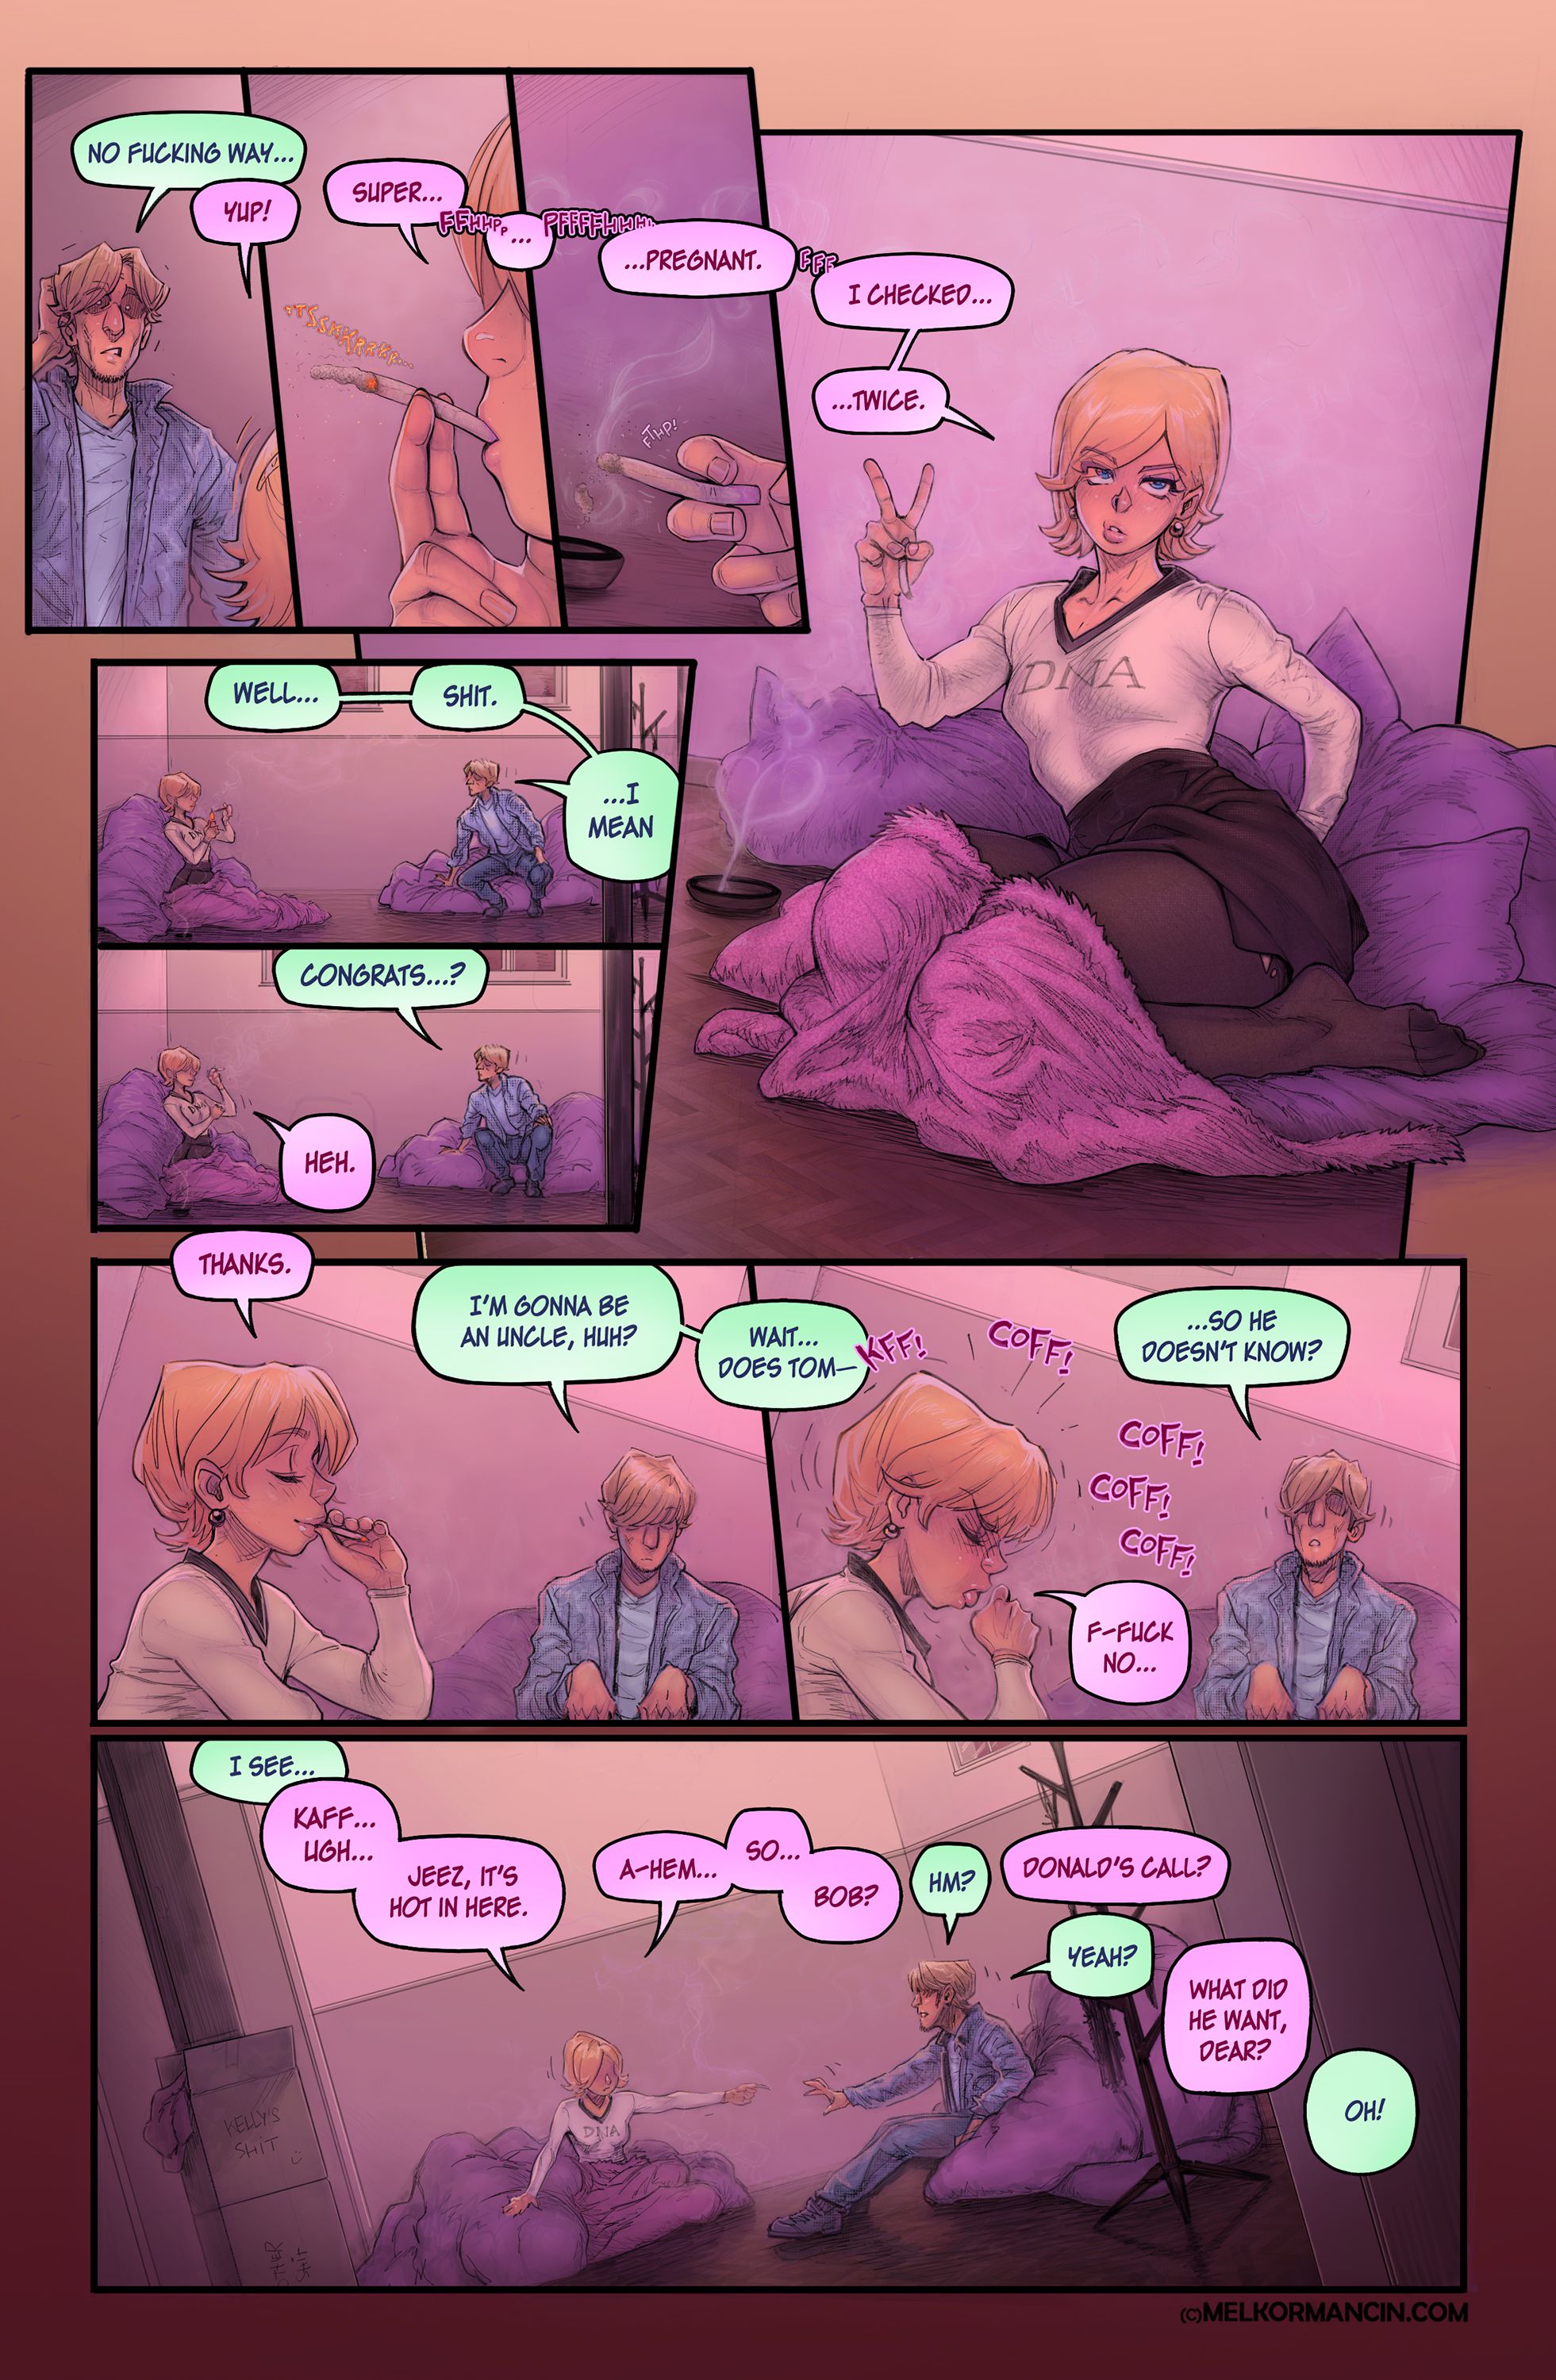 NO FUCKING WAY...
YUP!
SUPER...
FFHHPP
...
PFFFFHHHH
...PREGNANT.
FFF
TTSSSKKKRRRKR...
FTHP!
I CHECKED...
...TWICE.
DNA
WELL...
SHIT.
...I
MEAN
CONGRATS...?
HEH.
THANKS.
I'M GONNA BE
AN UNCLE, HUH?
WAIT...
DOES TOM—
KFF!
COFF!
...SO HE
DOESN'T KNOW?
COFF!
COFF!
COFF!
F-FUCK
NO...
I SEE...
KAFF...
UGH...
JEEZ, IT'S
HOT IN HERE.
A-HEM...
SO...
BOB?
HM?
DONALD'S CALL?
YEAH?
WHAT DID
HE WANT,
DEAR?
OH!
KELLY'S
SHIT
DNA
SHIT
(C)MELKORMANCIN.COM